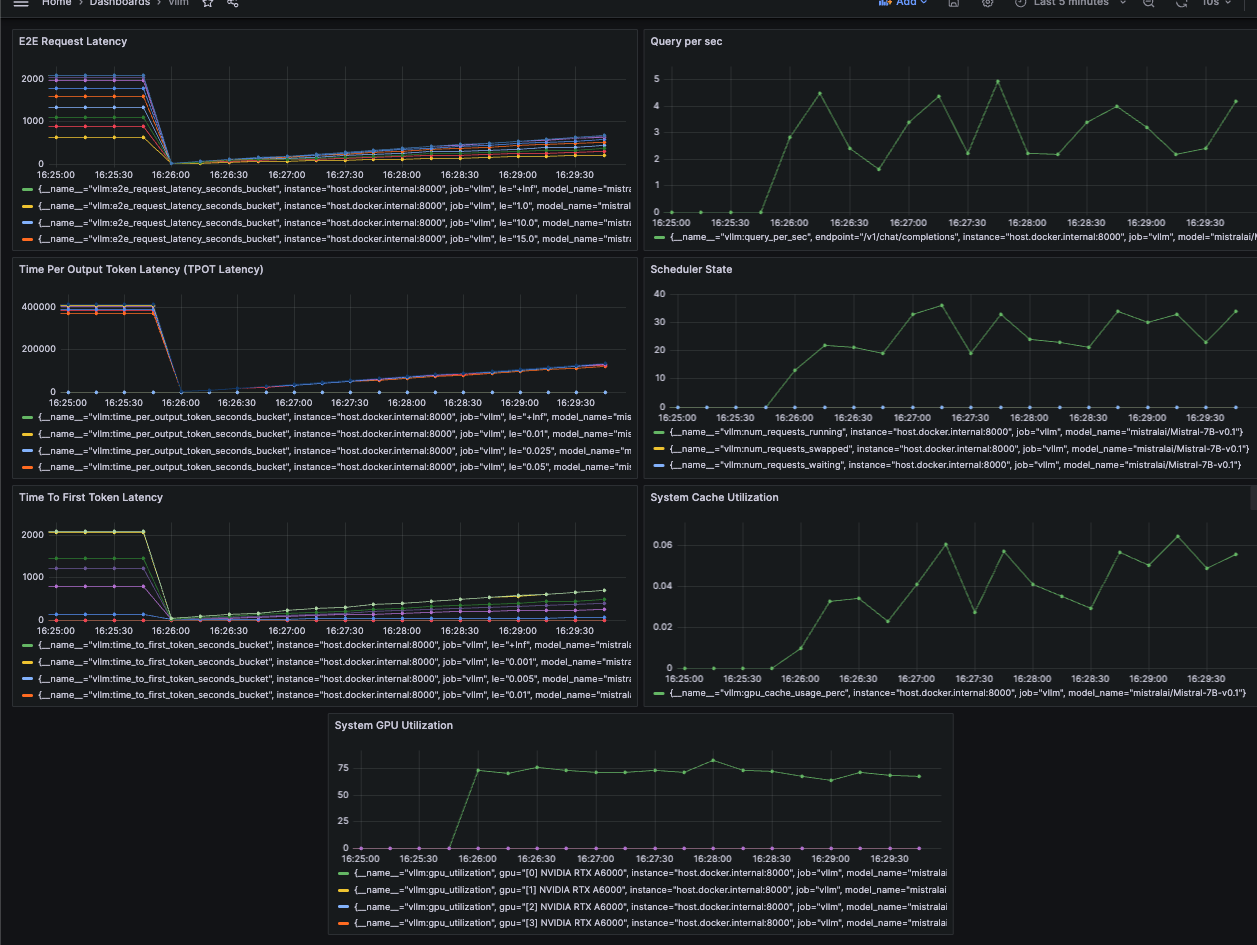 Home › Dashboards › vllm
Add
Last 5 minutes
10s
E2E Request Latency
2000
1000
0
16:25:00 16:25:30 16:26:00 16:26:30 16:27:00 16:27:30 16:28:00 16:28:30 16:29:00 16:29:30
{__name__="vllm:e2e_request_latency_seconds_bucket", instance="host.docker.internal:8000", job="vllm", le="+Inf", model_name="mistra
{__name__="vllm:e2e_request_latency_seconds_bucket", instance="host.docker.internal:8000", job="vllm", le="1.0", model_name="mistral
{__name__="vllm:e2e_request_latency_seconds_bucket", instance="host.docker.internal:8000", job="vllm", le="10.0", model_name="mistra
{__name__="vllm:e2e_request_latency_seconds_bucket", instance="host.docker.internal:8000", job="vllm", le="15.0", model_name="mistra
Query per sec
5
4
3
2
1
0
16:25:00 16:25:30 16:26:00 16:26:30 16:27:00 16:27:30 16:28:00 16:28:30 16:29:00 16:29:30
{__name__="vllm:query_per_sec", endpoint="/v1/chat/completions", instance="host.docker.internal:8000", job="vllm", model="mistralai/M
Time Per Output Token Latency (TPOT Latency)
400000
200000
0
16:25:00 16:25:30 16:26:00 16:26:30 16:27:00 16:27:30 16:28:00 16:28:30 16:29:00 16:29:30
{__name__="vllm:time_per_output_token_seconds_bucket", instance="host.docker.internal:8000", job="vllm", le="+Inf", model_name="mis
{__name__="vllm:time_per_output_token_seconds_bucket", instance="host.docker.internal:8000", job="vllm", le="0.01", model_name="mis
{__name__="vllm:time_per_output_token_seconds_bucket", instance="host.docker.internal:8000", job="vllm", le="0.025", model_name="m
{__name__="vllm:time_per_output_token_seconds_bucket", instance="host.docker.internal:8000", job="vllm", le="0.05", model_name="mis
Scheduler State
40
30
20
10
0
16:25:00 16:25:30 16:26:00 16:26:30 16:27:00 16:27:30 16:28:00 16:28:30 16:29:00 16:29:30
{__name__="vllm:num_requests_running", instance="host.docker.internal:8000", job="vllm", model_name="mistralai/Mistral-7B-v0.1"}
{__name__="vllm:num_requests_swapped", instance="host.docker.internal:8000", job="vllm", model_name="mistralai/Mistral-7B-v0.1"}
{__name__="vllm:num_requests_waiting", instance="host.docker.internal:8000", job="vllm", model_name="mistralai/Mistral-7B-v0.1"}
Time To First Token Latency
2000
1000
0
16:25:00 16:25:30 16:26:00 16:26:30 16:27:00 16:27:30 16:28:00 16:28:30 16:29:00 16:29:30
{__name__="vllm:time_to_first_token_seconds_bucket", instance="host.docker.internal:8000", job="vllm", le="+Inf", model_name="mistra
{__name__="vllm:time_to_first_token_seconds_bucket", instance="host.docker.internal:8000", job="vllm", le="0.001", model_name="mistr
{__name__="vllm:time_to_first_token_seconds_bucket", instance="host.docker.internal:8000", job="vllm", le="0.005", model_name="mistr
{__name__="vllm:time_to_first_token_seconds_bucket", instance="host.docker.internal:8000", job="vllm", le="0.01", model_name="mistral
System Cache Utilization
0.06
0.04
0.02
0
16:25:00 16:25:30 16:26:00 16:26:30 16:27:00 16:27:30 16:28:00 16:28:30 16:29:00 16:29:30
{__name__="vllm:gpu_cache_usage_perc", instance="host.docker.internal:8000", job="vllm", model_name="mistralai/Mistral-7B-v0.1"}
System GPU Utilization
75
50
25
0
16:25:00 16:25:30 16:26:00 16:26:30 16:27:00 16:27:30 16:28:00 16:28:30 16:29:00 16:29:30
{__name__="vllm:gpu_utilization", gpu="[0] NVIDIA RTX A6000", instance="host.docker.internal:8000", job="vllm", model_name="mistralai
{__name__="vllm:gpu_utilization", gpu="[1] NVIDIA RTX A6000", instance="host.docker.internal:8000", job="vllm", model_name="mistralai
{__name__="vllm:gpu_utilization", gpu="[2] NVIDIA RTX A6000", instance="host.docker.internal:8000", job="vllm", model_name="mistralai
{__name__="vllm:gpu_utilization", gpu="[3] NVIDIA RTX A6000", instance="host.docker.internal:8000", job="vllm", model_name="mistralai